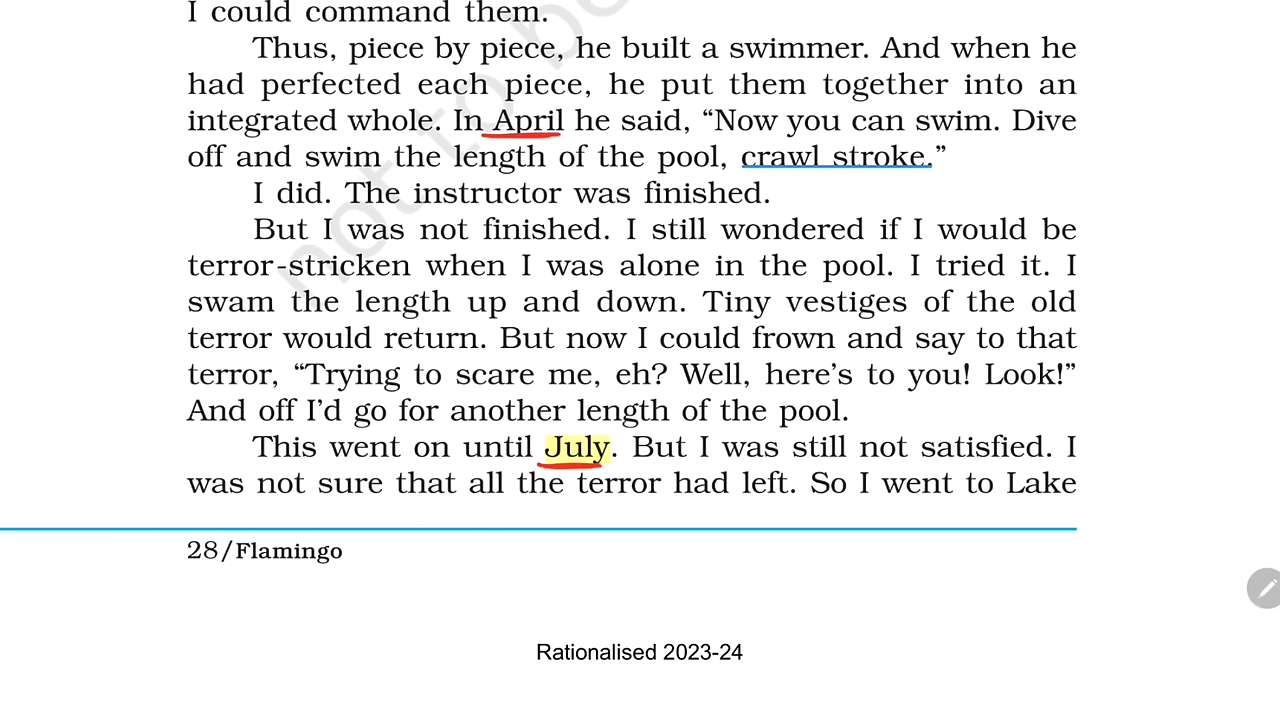 I could command them.
Thus, piece by piece, he built a swimmer. And when he
had perfected each piece, he put them together into an
integrated whole. In April he said, “Now you can swim. Dive
off and swim the length of the pool, crawl stroke.”
I did. The instructor was finished.
But I was not finished. I still wondered if I would be
terror-stricken when I was alone in the pool. I tried it. I
swam the length up and down. Tiny vestiges of the old
terror would return. But now I could frown and say to that
terror, “Trying to scare me, eh? Well, here’s to you! Look!”
And off I’d go for another length of the pool.
This went on until July. But I was still not satisfied. I
was not sure that all the terror had left. So I went to Lake
28/Flamingo
Rationalised 2023-24
not to be